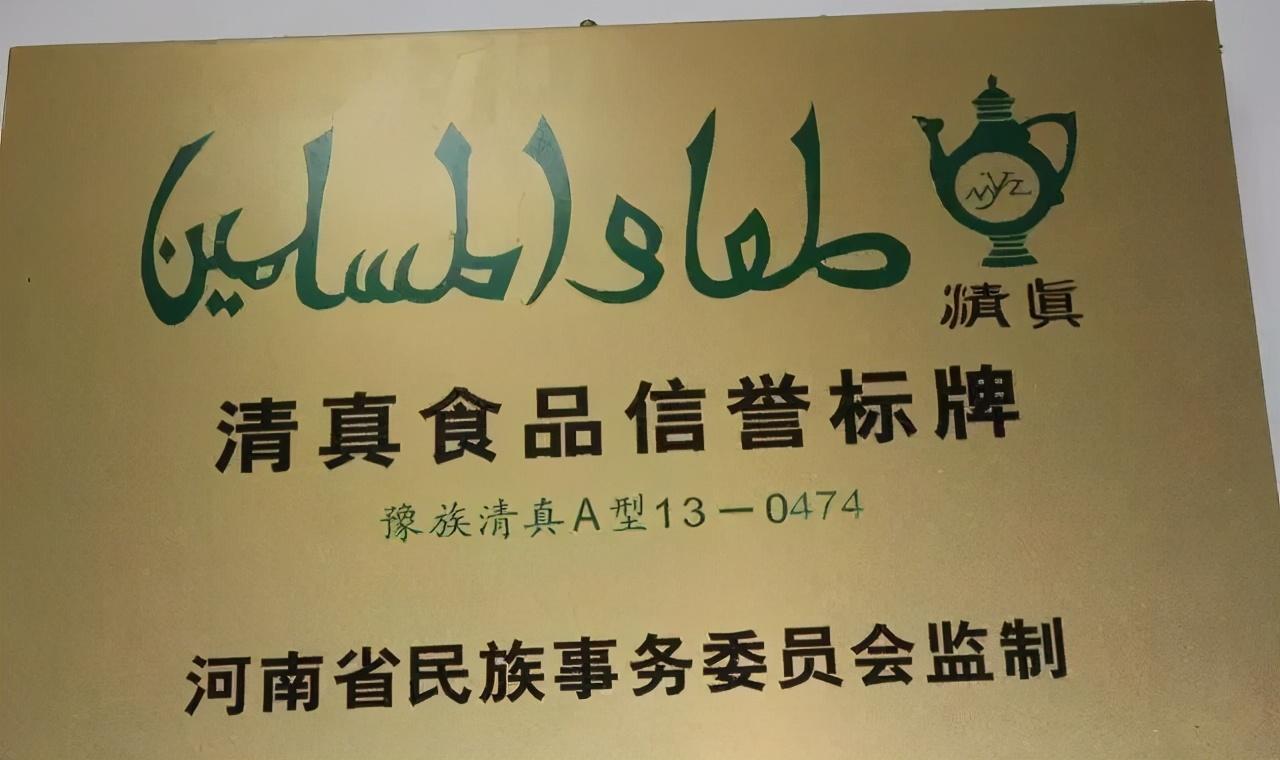 طعام المسلمين
MYZ
清真
清真食品信誉标牌
豫族清真A型13－0474
河南省民族事务委员会监制